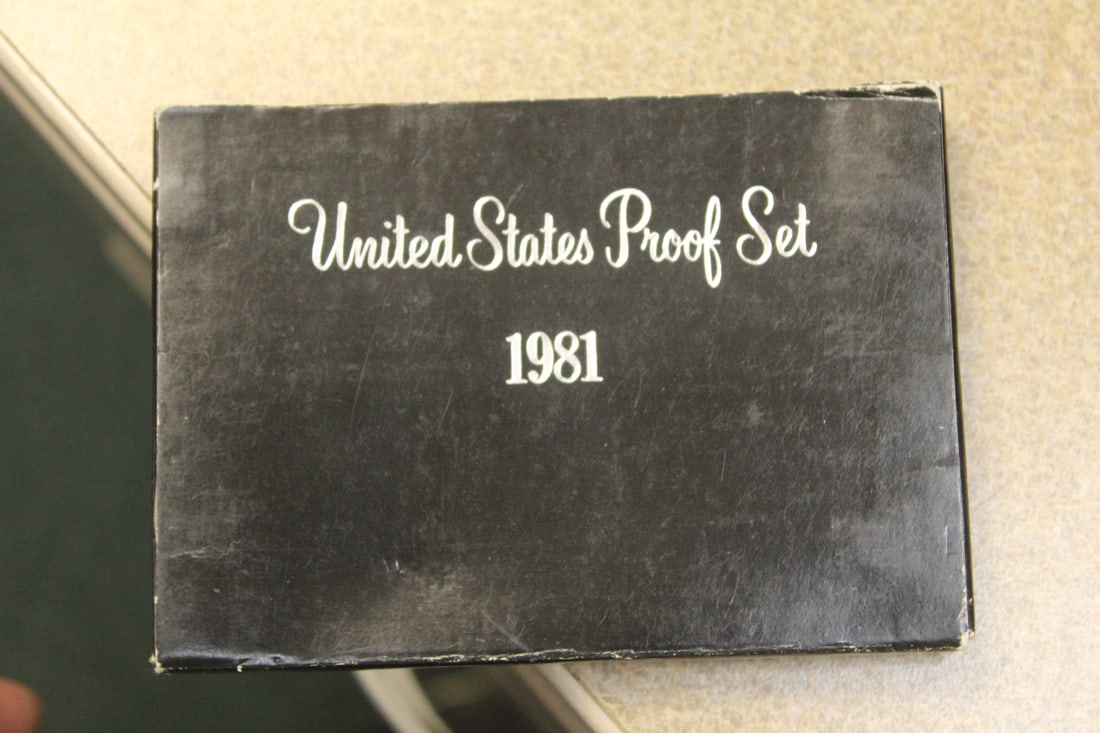 United States Proof Set
1981